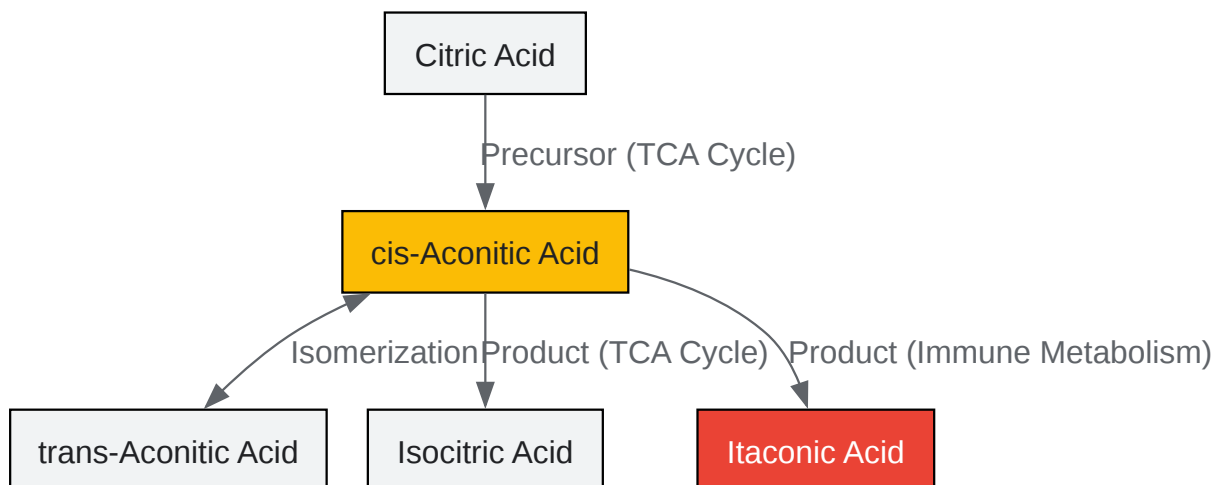 Citric Acid
Precursor (TCA Cycle)
cis-Aconitic Acid
Isomerization
Product (TCA Cycle)
Product (Immune Metabolism)
trans-Aconitic Acid
Isocitric Acid
Itaconic Acid